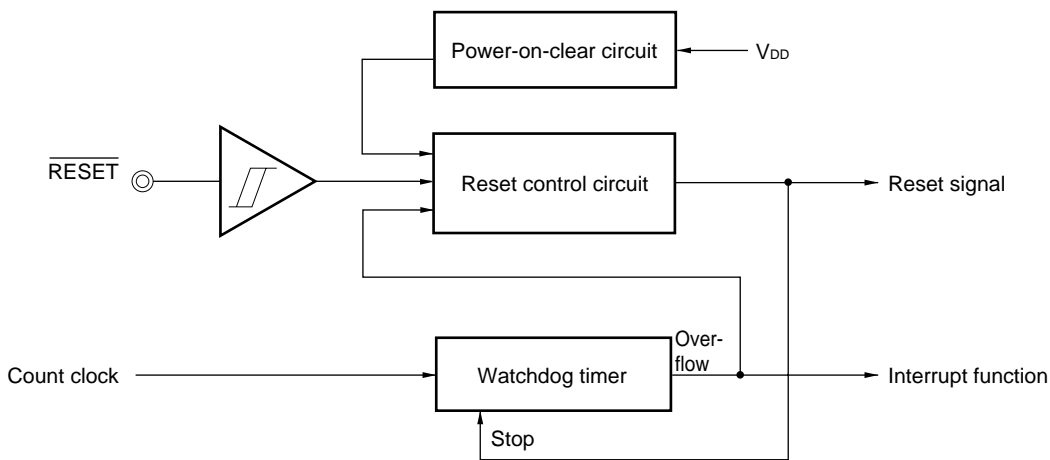 Power-on-clear circuit
VDD
RESET
Reset control circuit
Reset signal
Over-
flow
Count clock
Watchdog timer
Interrupt function
Stop